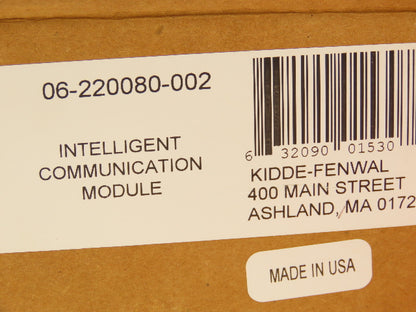 06-220080-002
INTELLIGENT
COMMUNICATION
MODULE
6 32090 01530
KIDDE-FENWAL
400 MAIN STREET
ASHLAND, MA 0172
MADE IN USA